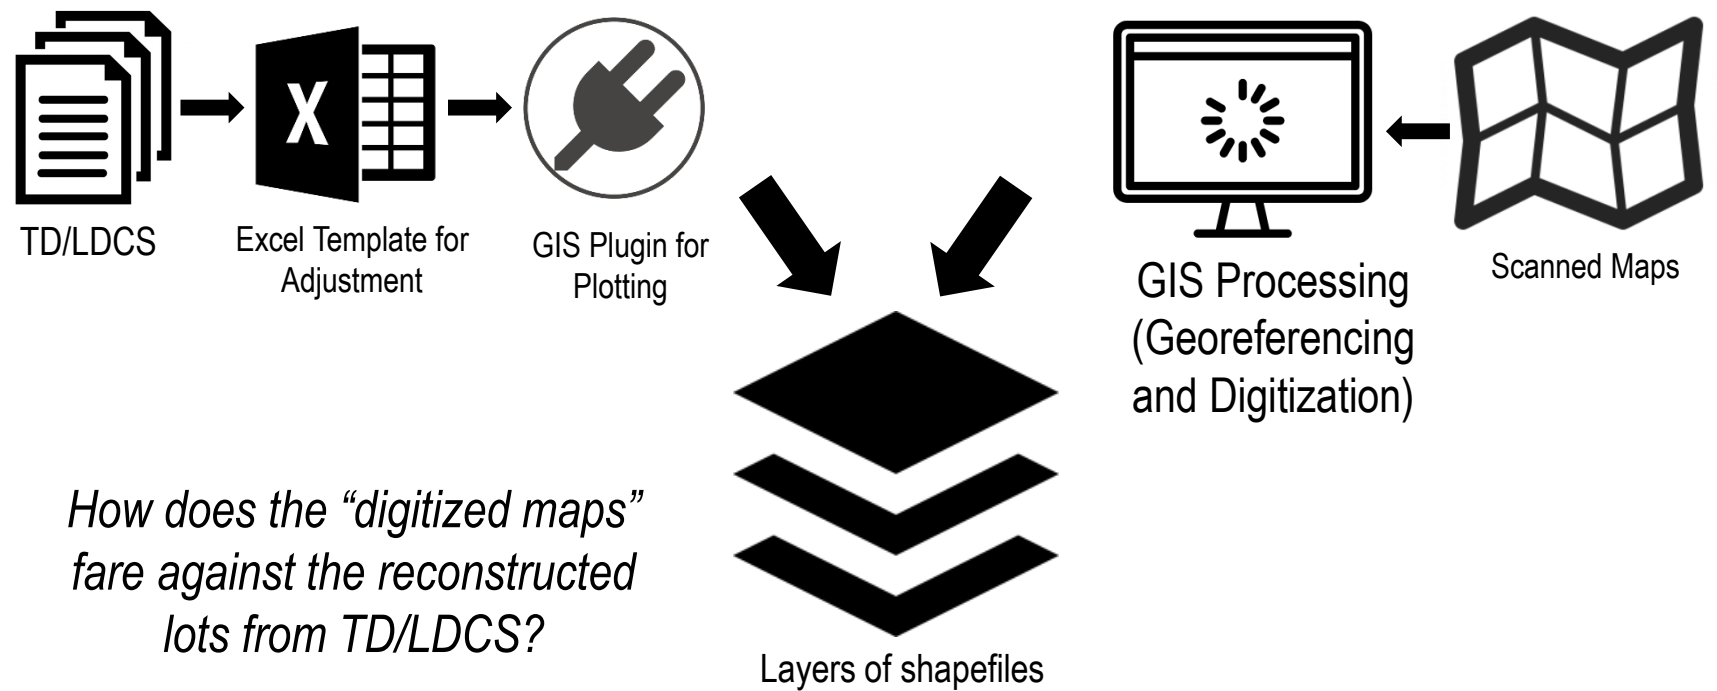 X
TD/LDCS
Excel Template for
Adjustment
GIS Plugin for
Plotting
GIS Processing
(Georeferencing
and Digitization)
Scanned Maps
How does the “digitized maps”
fare against the reconstructed
lots from TD/LDCS?
Layers of shapefiles